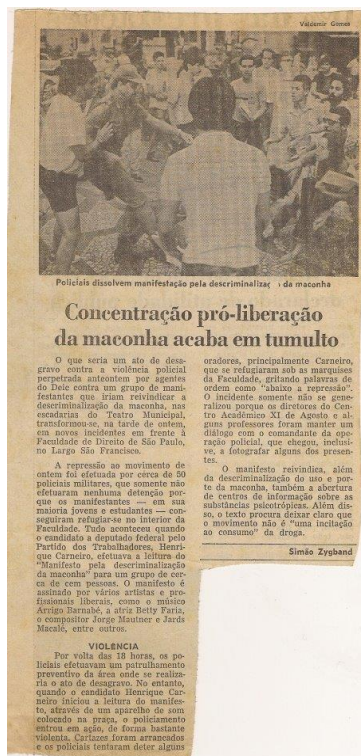 Valdemir Gomes
Policiais dissolvem manifestação pela descriminalizaç o da maconha
Concentração pró-liberação
da maconha acaba em tumulto
O que seria um ato de desa-
gravo contra a violência policial
perpetrada anteontem por agentes
do Deic contra um grupo de mani-
festantes que iriam reivindicar a
descriminalização da maconha, nas
escadarias do Teatro Municipal,
transformou-se, na tarde de ontem,
em novos incidentes em frente à
Faculdade de Direito de São Paulo,
no Largo São Francisco.
A repressão ao movimento de
ontem foi efetuada por cerca de 50
policiais militares, que somente não
efetuaram nenhuma detenção por-
que os manifestantes — em sua
maioria jovens e estudantes — con-
seguiram refugiar-se no interior da
Faculdade. Tudo aconteceu quando
o candidato a deputado federal pelo
Partido dos Trabalhadores, Henri-
que Carneiro, efetuava a leitura do
"Manifesto pela descriminalização
da maconha" para um grupo de cer-
ca de cem pessoas. O manifesto é
assinado por vários artistas e pro-
fissionais liberais, como o músico
Arrigo Barnabé, a atriz Betty Faria,
o compositor Jorge Mautner e Jards
Macalé, entre outros.
VIOLÊNCIA
Por volta das 18 horas, os po-
liciais efetuavam um patrulhamento
preventivo da área onde se realiza-
ria o ato de desagravo. No entanto,
quando o candidato Henrique Car-
neiro iniciou a leitura do manifes-
to, através de um aparelho de som
colocado na praça, o policiamento
entrou em ação, de forma bastante
violenta. Cartazes foram arrancados
e os policiais tentaram deter alguns
oradores, principalmente Carneiro,
que se refugiaram sob as marquises
da Faculdade, gritando palavras de
ordem como "abaixo a repressão".
O incidente somente não se gene-
ralizou porque os diretores do Cen-
tro Acadêmico XI de Agosto e al-
guns professores foram manter um
diálogo com o comandante da ope-
ração policial, que chegou, inclusi-
ve, a fotografar alguns dos presen-
tes.
O manifesto reivindica, além
da descriminalização do uso e por-
te da maconha, também a abertura
de centros de informação sobre as
substâncias psicotrópicas. Além dis-
so, o texto procura deixar claro que
o movimento não é "uma incitação
ao consumo" da droga.
Simão Zygband